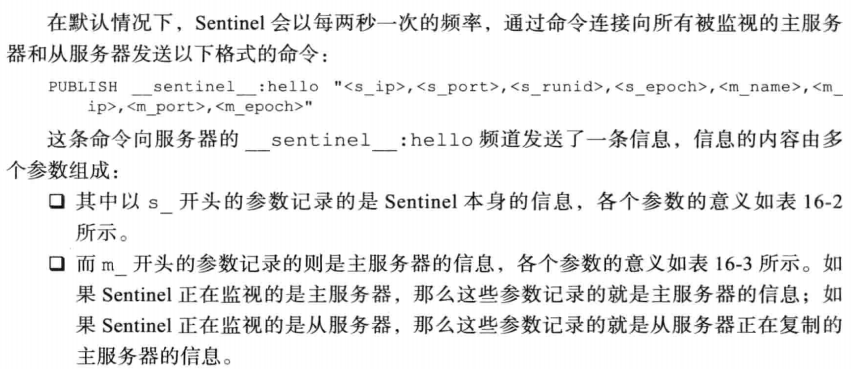 在默认情况下，Sentinel 会以每两秒一次的频率，通过命令连接向所有被监视的主服务
器和从服务器发送以下格式的命令：
PUBLISH __sentinel__:hello "<s_ip>,<s_port>,<s_runid>,<s_epoch>,<m_name>,<m_
ip>,<m_port>,<m_epoch>"
这条命令向服务器的 __sentinel__:hello 频道发送了一条信息，信息的内容由多
个参数组成：
❑ 其中以 s_ 开头的参数记录的是 Sentinel 本身的信息，各个参数的意义如表 16-2
所示。
❑ 而 m_ 开头的参数记录的则是主服务器的信息，各个参数的意义如表 16-3 所示。如
果 Sentinel 正在监视的是主服务器，那么这些参数记录的就是主服务器的信息；如
果 Sentinel 正在监视的是从服务器，那么这些参数记录的就是从服务器正在复制的
主服务器的信息。